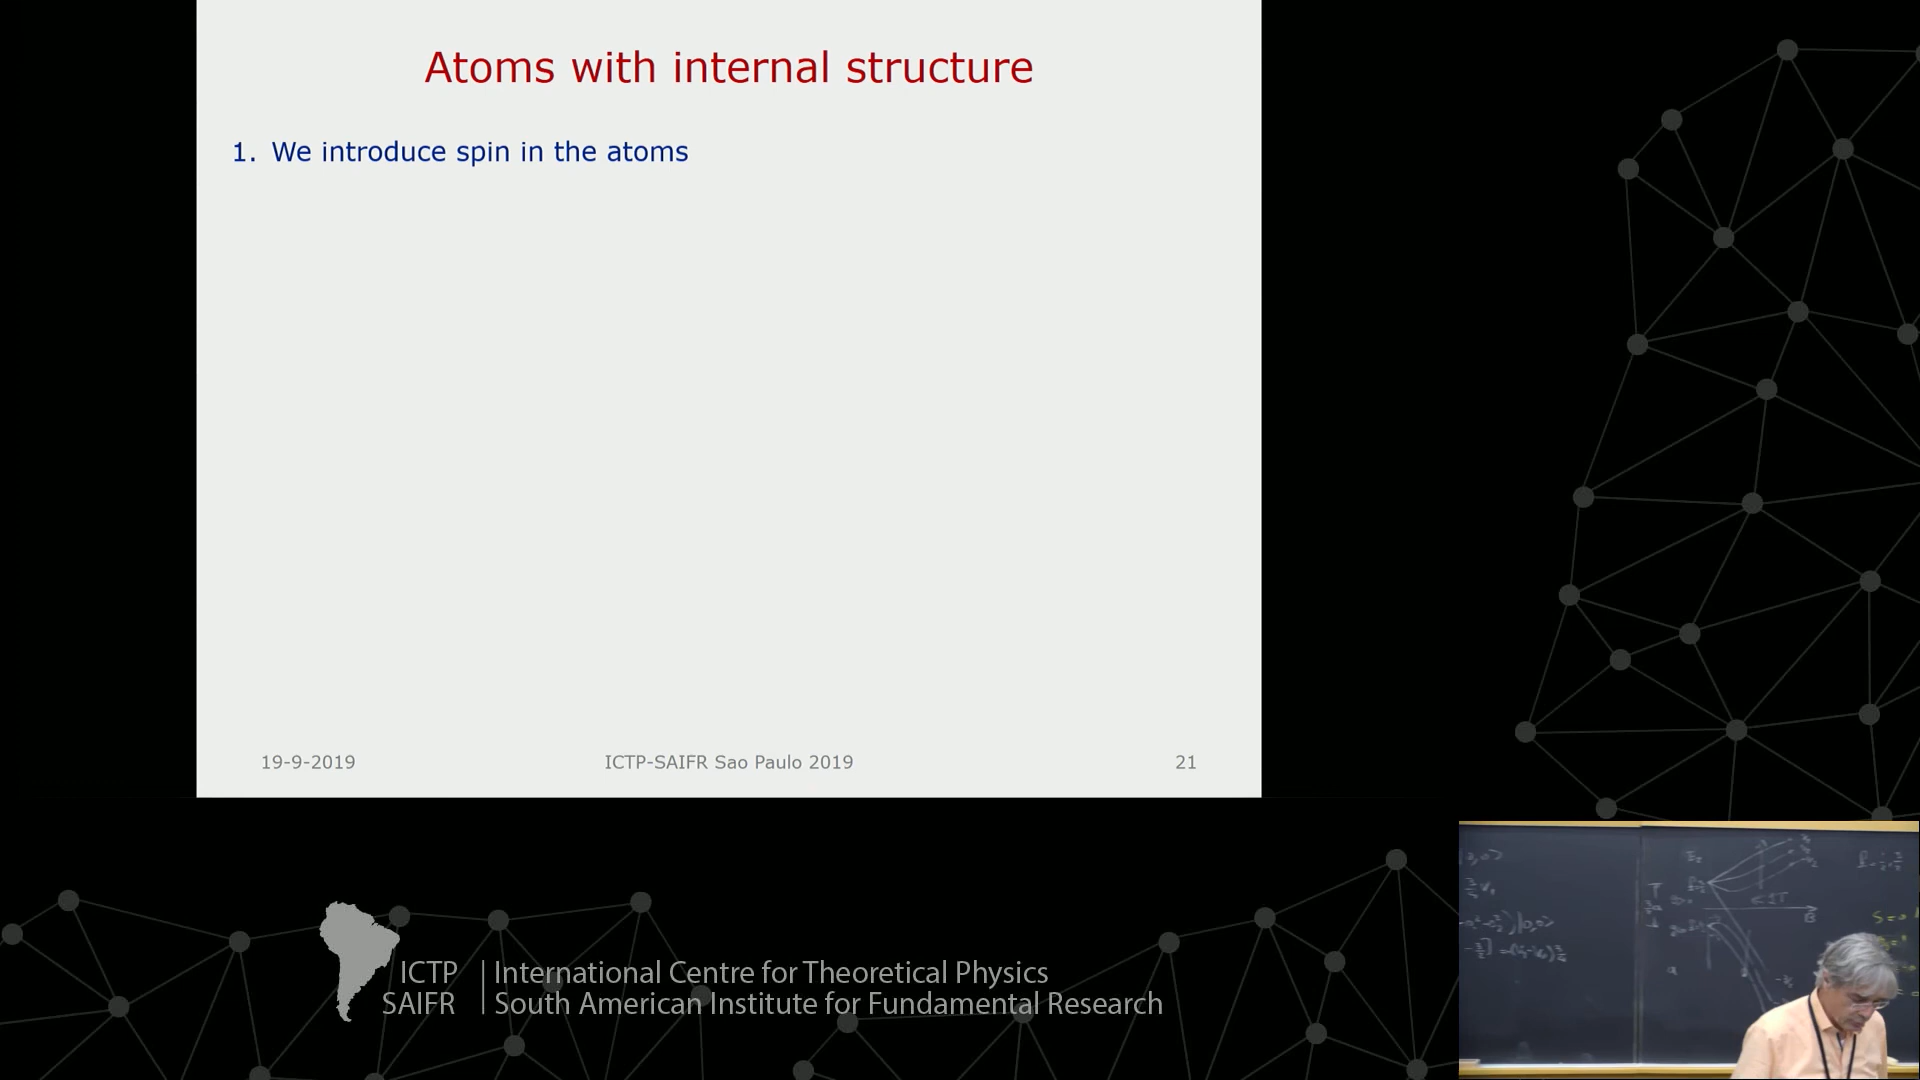 Atoms with internal structure
1. We introduce spin in the atoms
19-9-2019
ICTP-SAIFR Sao Paulo 2019
21
ICTP
SAIFR
International Centre for Theoretical Physics
South American Institute for Fundamental Research